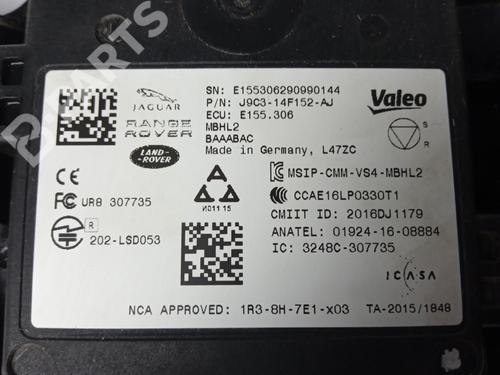 B-PARTS
JAGUAR
RANGE
ROVER
LAND-
ROVER
SN: E155306290990144
P/N: J9C3-14F152-AJ
ECU: E155.306
MBHL2
BAAABAC
Made in Germany, L47ZC
Valeo
S
R
CE
FC UR8 307735
R
202-LSD053
N01115
MSIP-CMM-VS4-MBHL2
CCAE16LP0330T1
CMIIT ID: 2016DJ1179
ANATEL: 01924-16-08884
IC: 3248C-307735
ICASA
NCA APPROVED: 1R3-8H-7E1-x03
TA-2015/1848